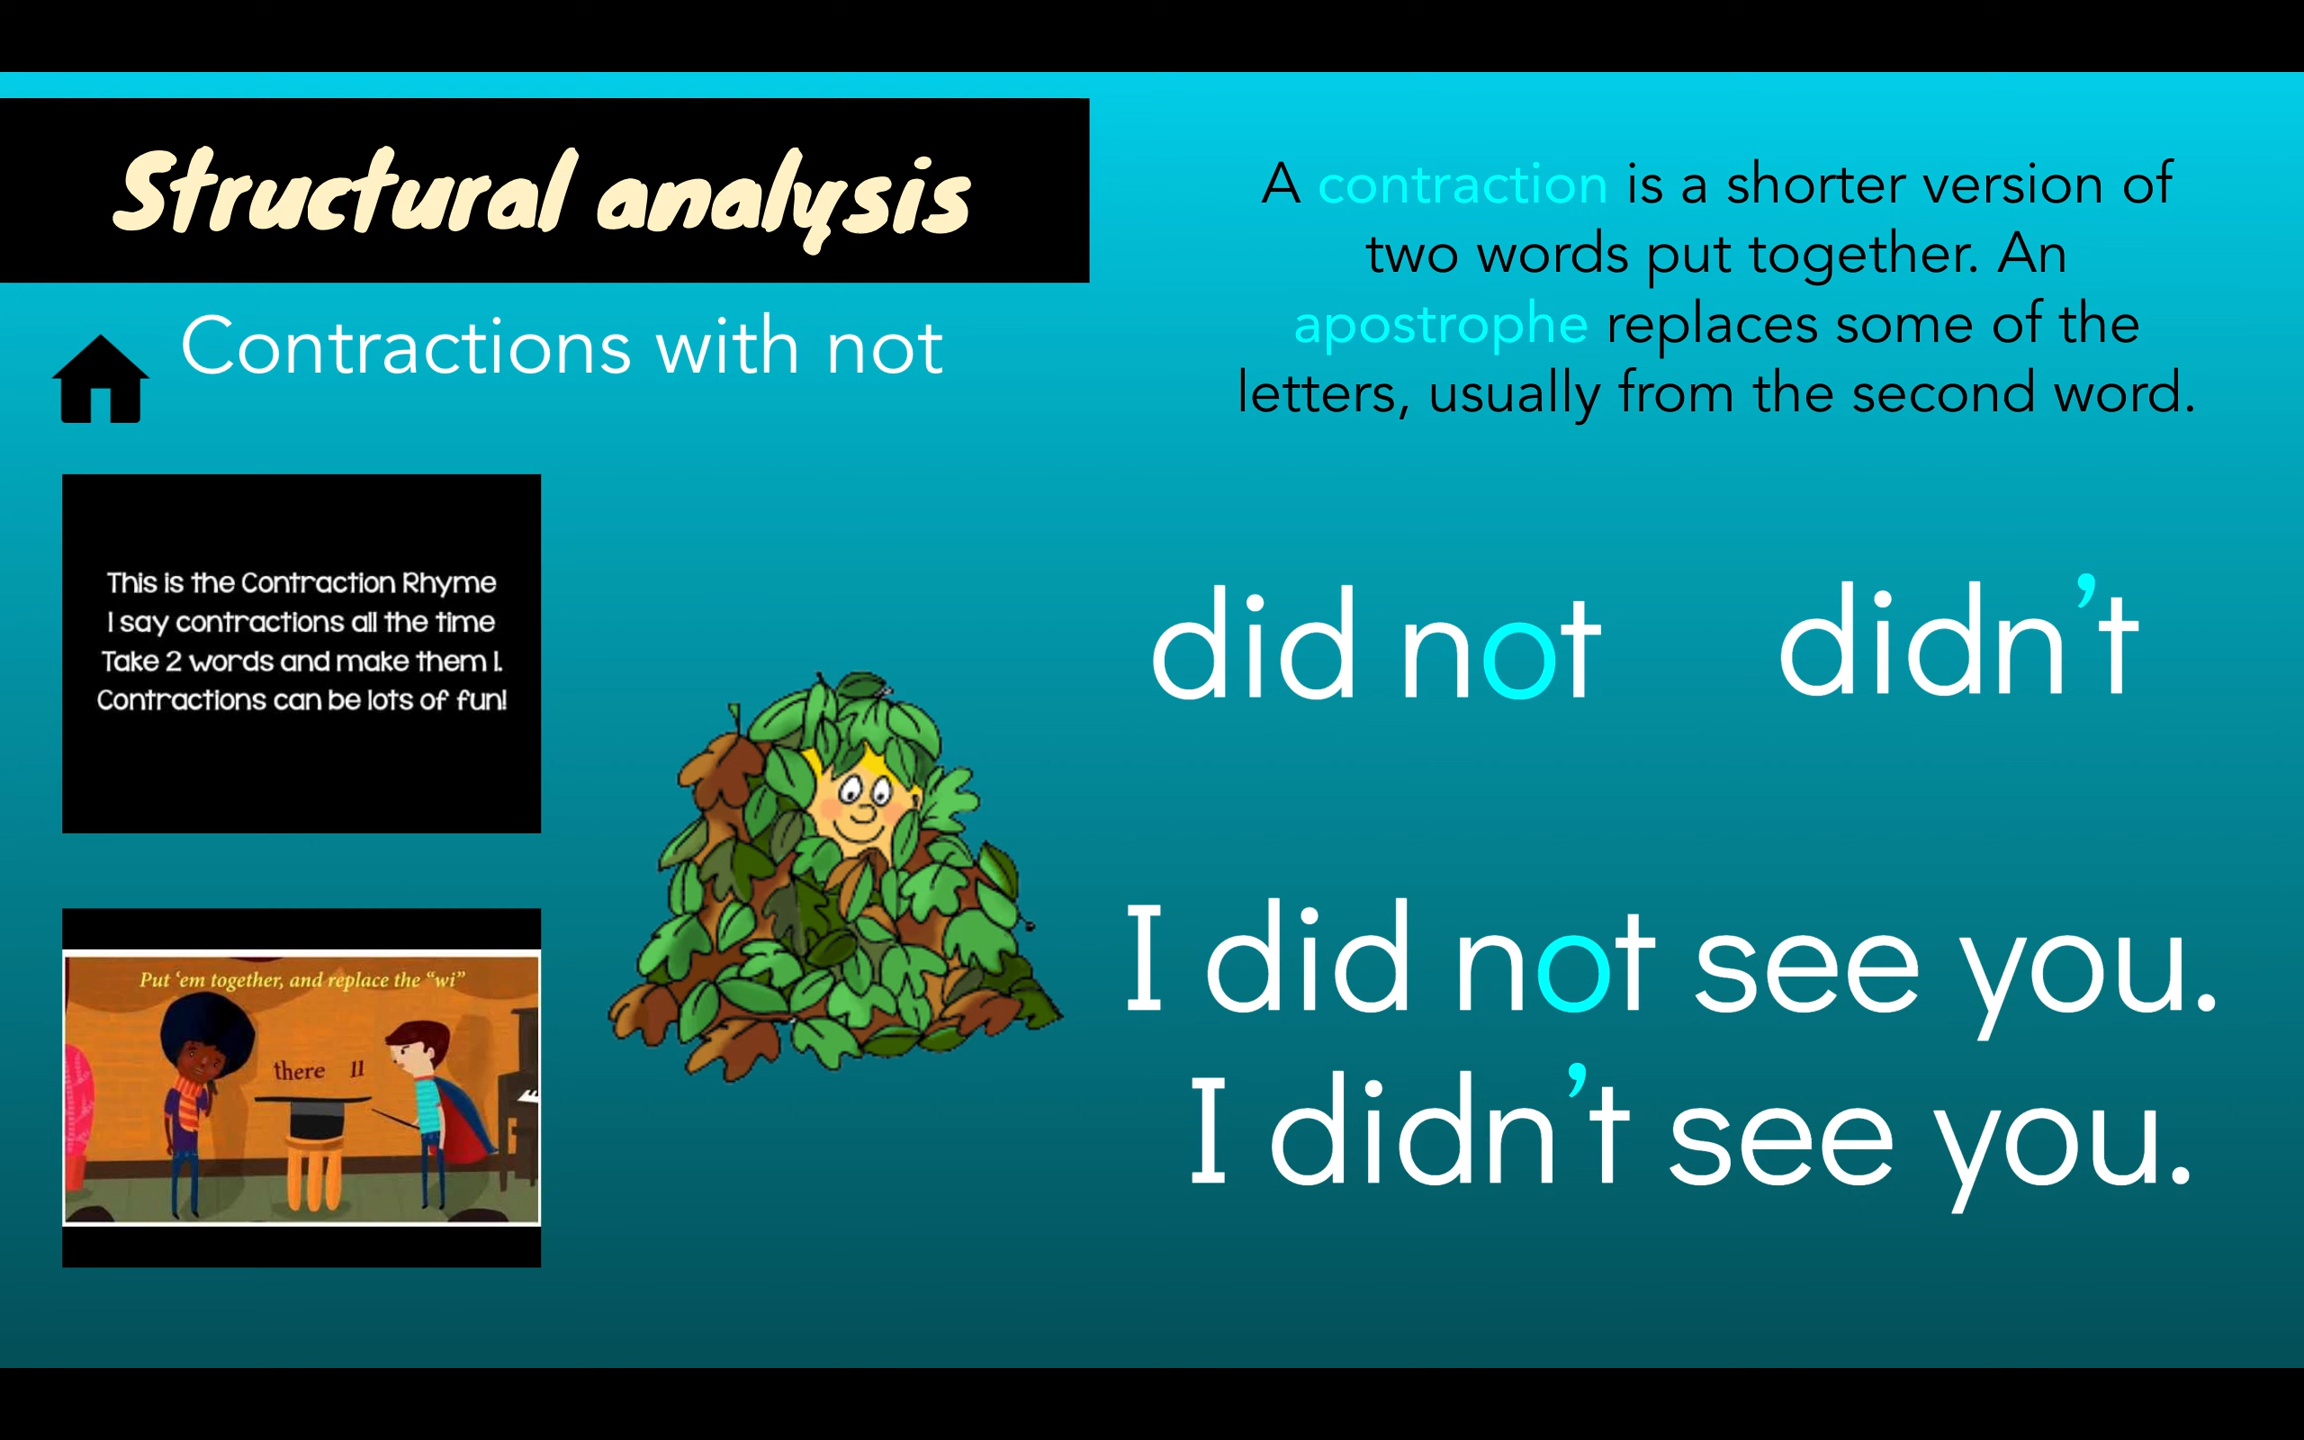 Structural analysis
Contractions with not
A contraction is a shorter version of
two words put together. An
apostrophe replaces some of the
letters, usually from the second word.
This is the Contraction Rhyme
I say contractions all the time
Take 2 words and make them 1.
Contractions can be lots of fun!
did not didn’t
Put ‘em together, and replace the “wi”
there ll
I did not see you.
I didn’t see you.